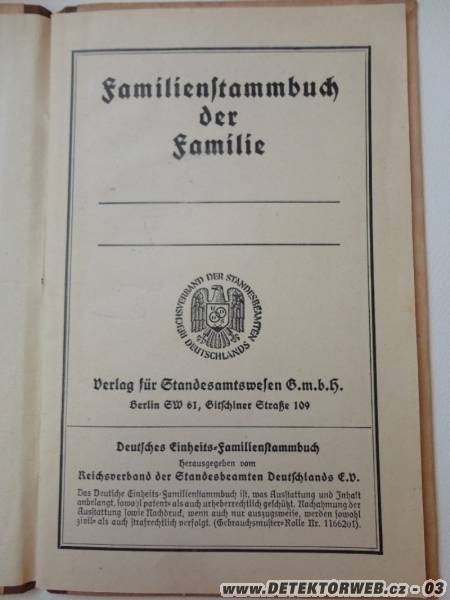 Familienstammbuch
der
Familie
REICHSVERBAND DER STANDESBEAMTEN
DEUTSCHLANDS
Verlag für Standesamtswesen G.m.b.H.
Berlin SW 61, Gitschiner Straße 109
Deutsches Einheits-Familienstammbuch
Herausgegeben vom
Reichsverband der Standesbeamten Deutschlands E.V.
Das Deutsche Einheits-Familienstammbuch ist, was Ausstattung und Inhalt
anbelangt, sowohl patent- als auch urheberrechtlich geschützt. Nachahmung der
Ausstattung sowie Nachdruck, wenn auch nur auszugsweise, werden sowohl
zivil- als auch strafrechtlich verfolgt. (Gebrauchsmuster-Rolle Nr. 1166201).
www.DETEKTORWEB.cz - 03